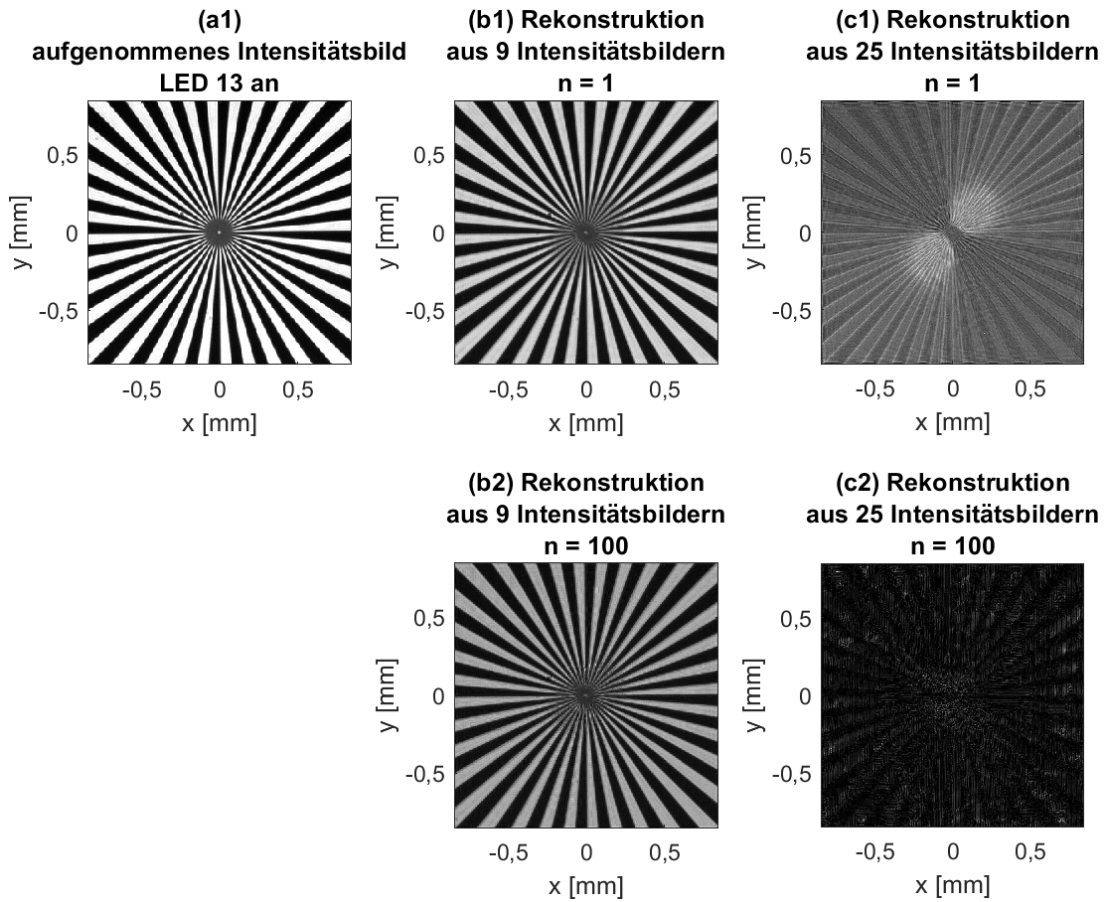 (a1)
aufgenommenes Intensitätsbild
LED 13 an
0,5
0
-0,5
y [mm]
-0,5 0 0,5
x [mm]
(b1) Rekonstruktion
aus 9 Intensitätsbildern
n = 1
0,5
0
-0,5
y [mm]
-0,5 0 0,5
x [mm]
(c1) Rekonstruktion
aus 25 Intensitätsbildern
n = 1
0,5
0
-0,5
y [mm]
-0,5 0 0,5
x [mm]
(b2) Rekonstruktion
aus 9 Intensitätsbildern
n = 100
0,5
0
-0,5
y [mm]
-0,5 0 0,5
x [mm]
(c2) Rekonstruktion
aus 25 Intensitätsbildern
n = 100
0,5
0
-0,5
y [mm]
-0,5 0 0,5
x [mm]